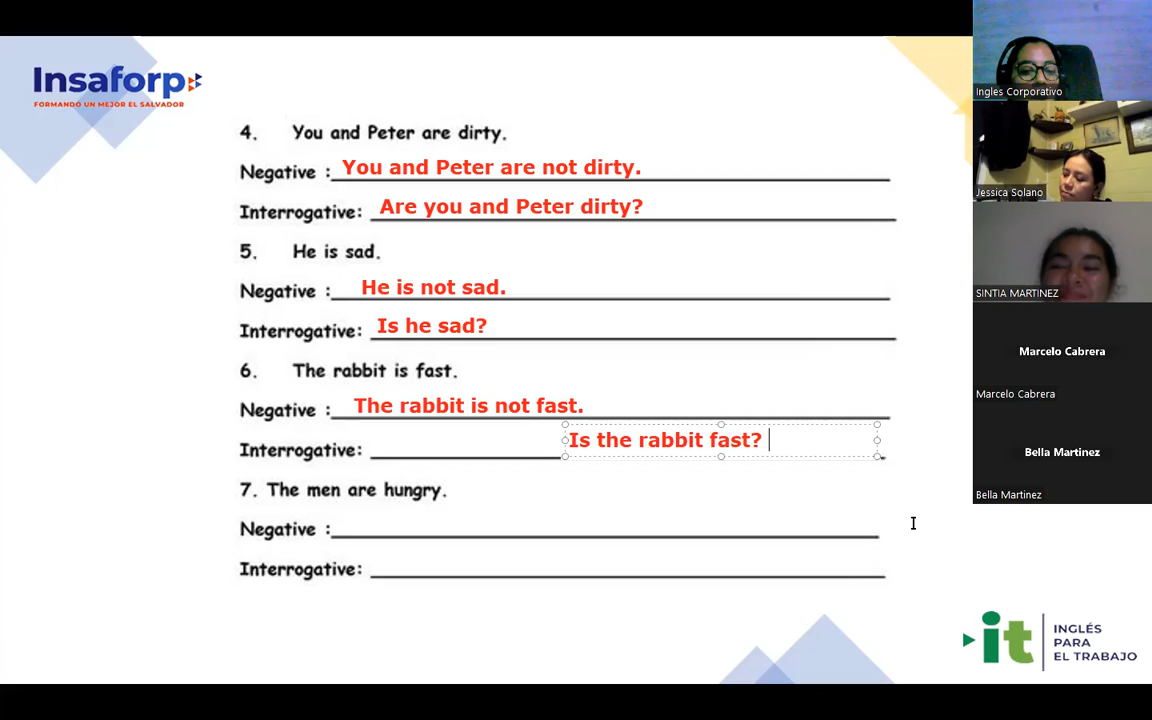 Insaforp
FORMANDO UN MEJOR EL SALVADOR
4. You and Peter are dirty.
Negative : You and Peter are not dirty.
Interrogative: Are you and Peter dirty?
5. He is sad.
Negative : He is not sad.
Interrogative: Is he sad?
6. The rabbit is fast.
Negative : The rabbit is not fast.
Interrogative: Is the rabbit fast?
7. The men are hungry.
Negative :
Interrogative:
Ingles Corporativo
Jessica Solano
SINTIA MARTINEZ
Marcelo Cabrera
Marcelo Cabrera
Bella Martinez
Bella Martinez
it
INGLÉS
PARA
EL TRABAJO